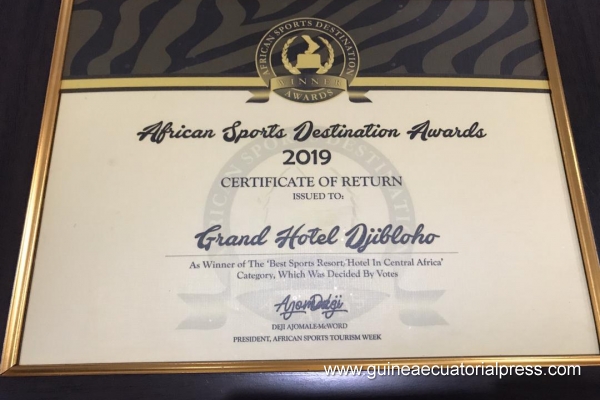 AFRICAN SPORTS DESTINATION
WINNER
AWARDS
African Sports Destination Awards
2019
CERTIFICATE OF RETURN
ISSUED TO:
Grand Hotel Djibloho
As Winner of The 'Best Sports Resort/Hotel In Central Africa'
Category, Which Was Decided By Votes
AjomDeji
DEJI AJOMALE-McWORD
PRESIDENT, AFRICAN SPORTS TOURISM WEEK
www.guineaecuatorialpress.com